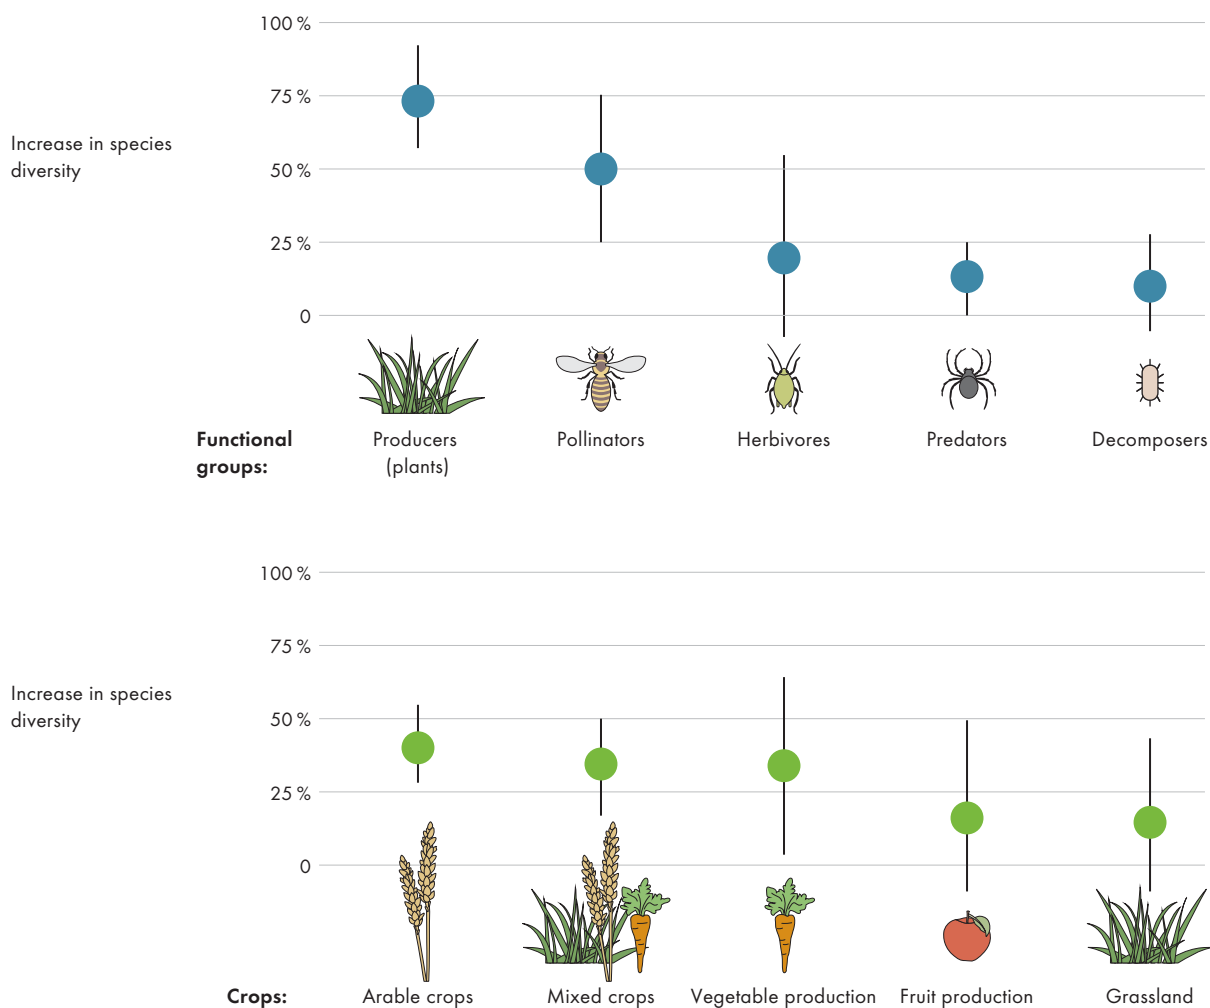 100 %
75 %
Increase in species
diversity
50 %
25 %
0
Functional
groups:
Producers
(plants)
Pollinators
Herbivores
Predators
Decomposers
100 %
75 %
Increase in species
diversity
50 %
25 %
0
Crops:
Arable crops
Mixed crops
Vegetable production
Fruit production
Grassland